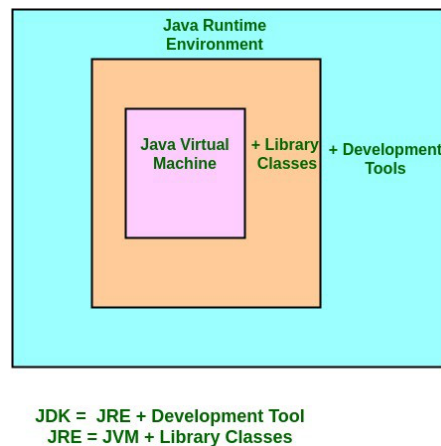 Java Runtime
Environment
Java Virtual
Machine
+ Library
Classes
+ Development
Tools
JDK = JRE + Development Tool
JRE = JVM + Library Classes